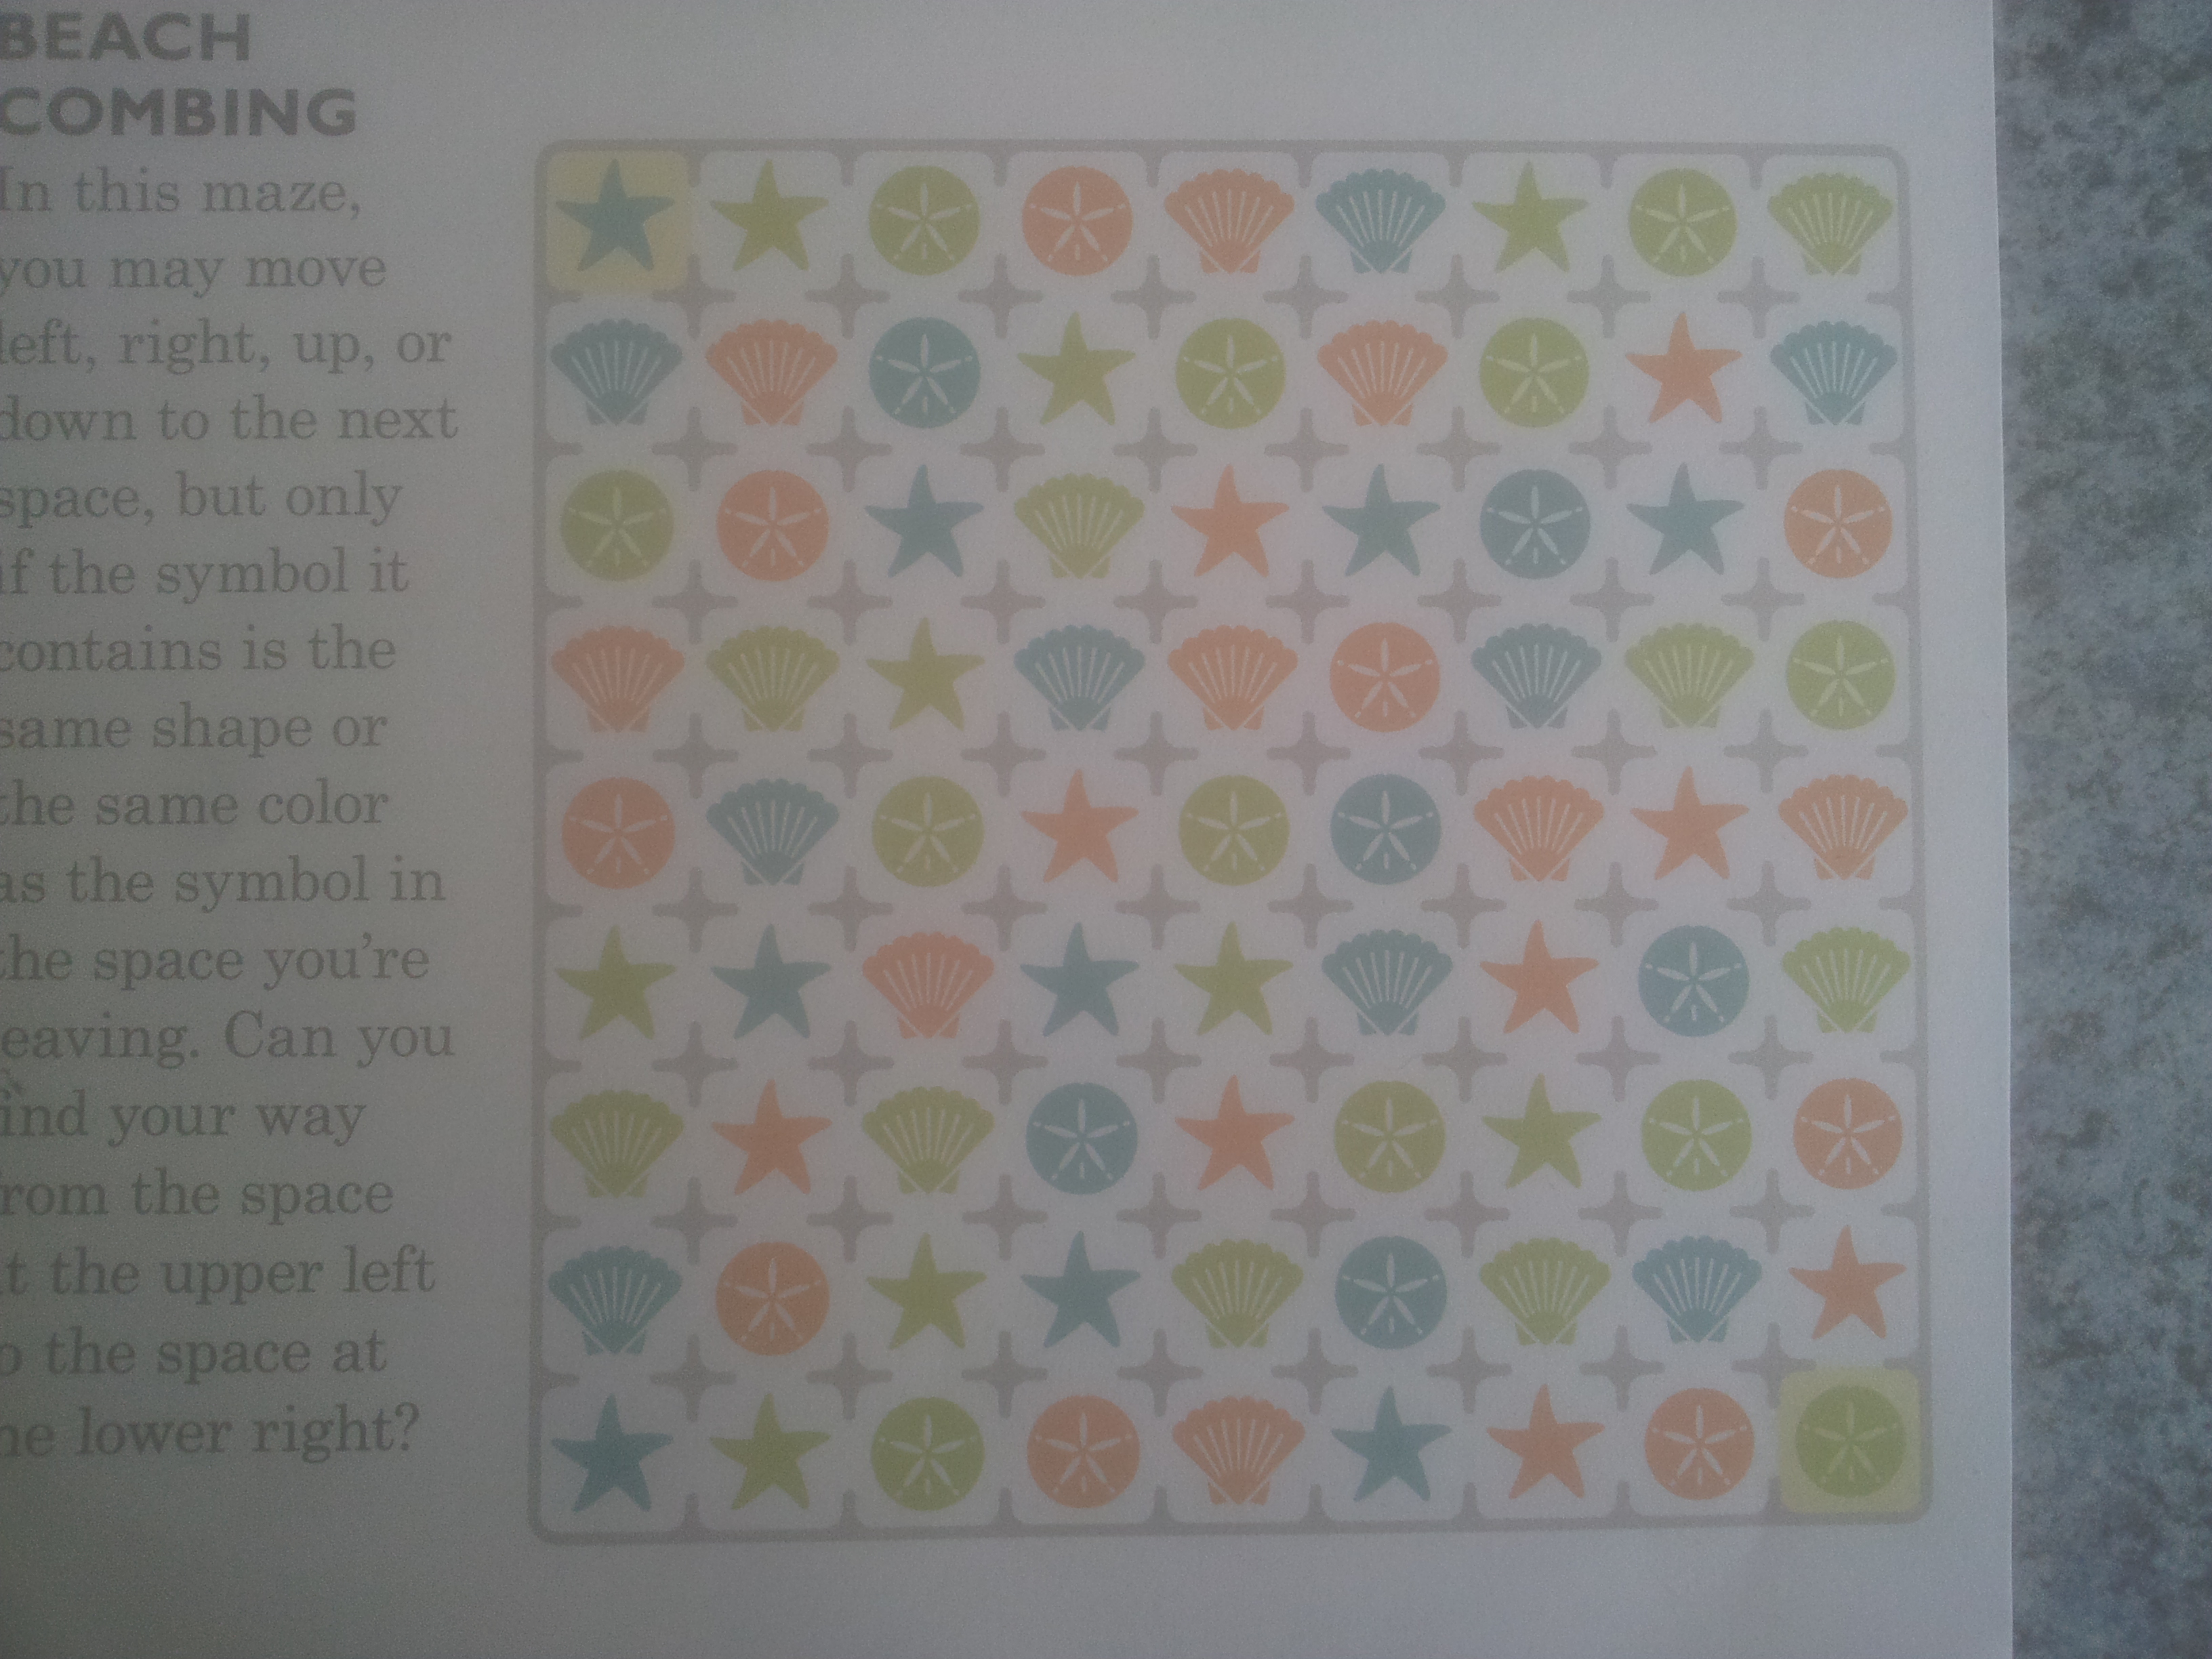 BEACH
COMBING
In this maze,
you may move
left, right, up, or
down to the next
space, but only
if the symbol it
contains is the
same shape or
the same color
as the symbol in
the space you're
leaving. Can you
find your way
from the space
at the upper left
to the space at
the lower right?